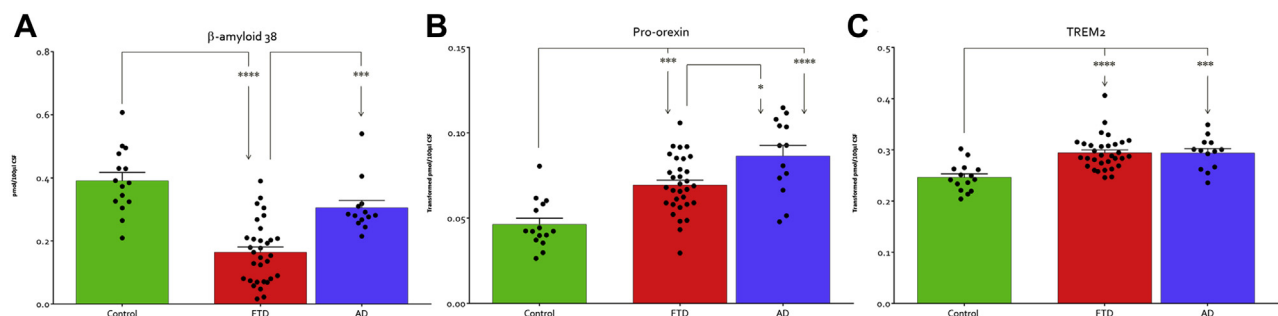 A
β-amyloid 38
0.8
0.6
0.4
0.2
0.0
pmol/100µl CSF
****
***
Control
FTD
AD
B
Pro-orexin
0.15
0.10
0.05
0.00
Transformed pmol/100µl CSF
***
*
****
Control
FTD
AD
C
TREM2
0.5
0.4
0.3
0.2
0.1
0.0
Transformed pmol/100µl CSF
****
***
Control
FTD
AD